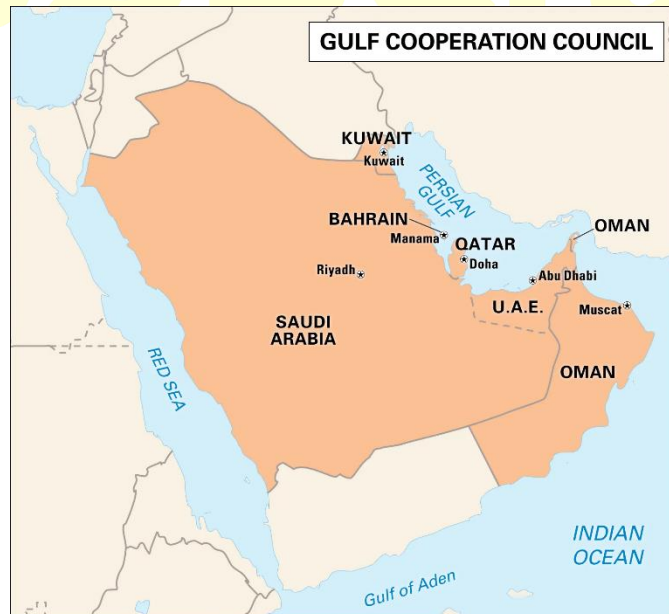 GULF COOPERATION COUNCIL
KUWAIT
Kuwait
PERSIAN
GULF
BAHRAIN
Manama
QATAR
Doha
OMAN
Abu Dhabi
Riyadh
U.A.E.
Muscat
SAUDI
ARABIA
OMAN
RED SEA
INDIAN
OCEAN
Gulf of Aden